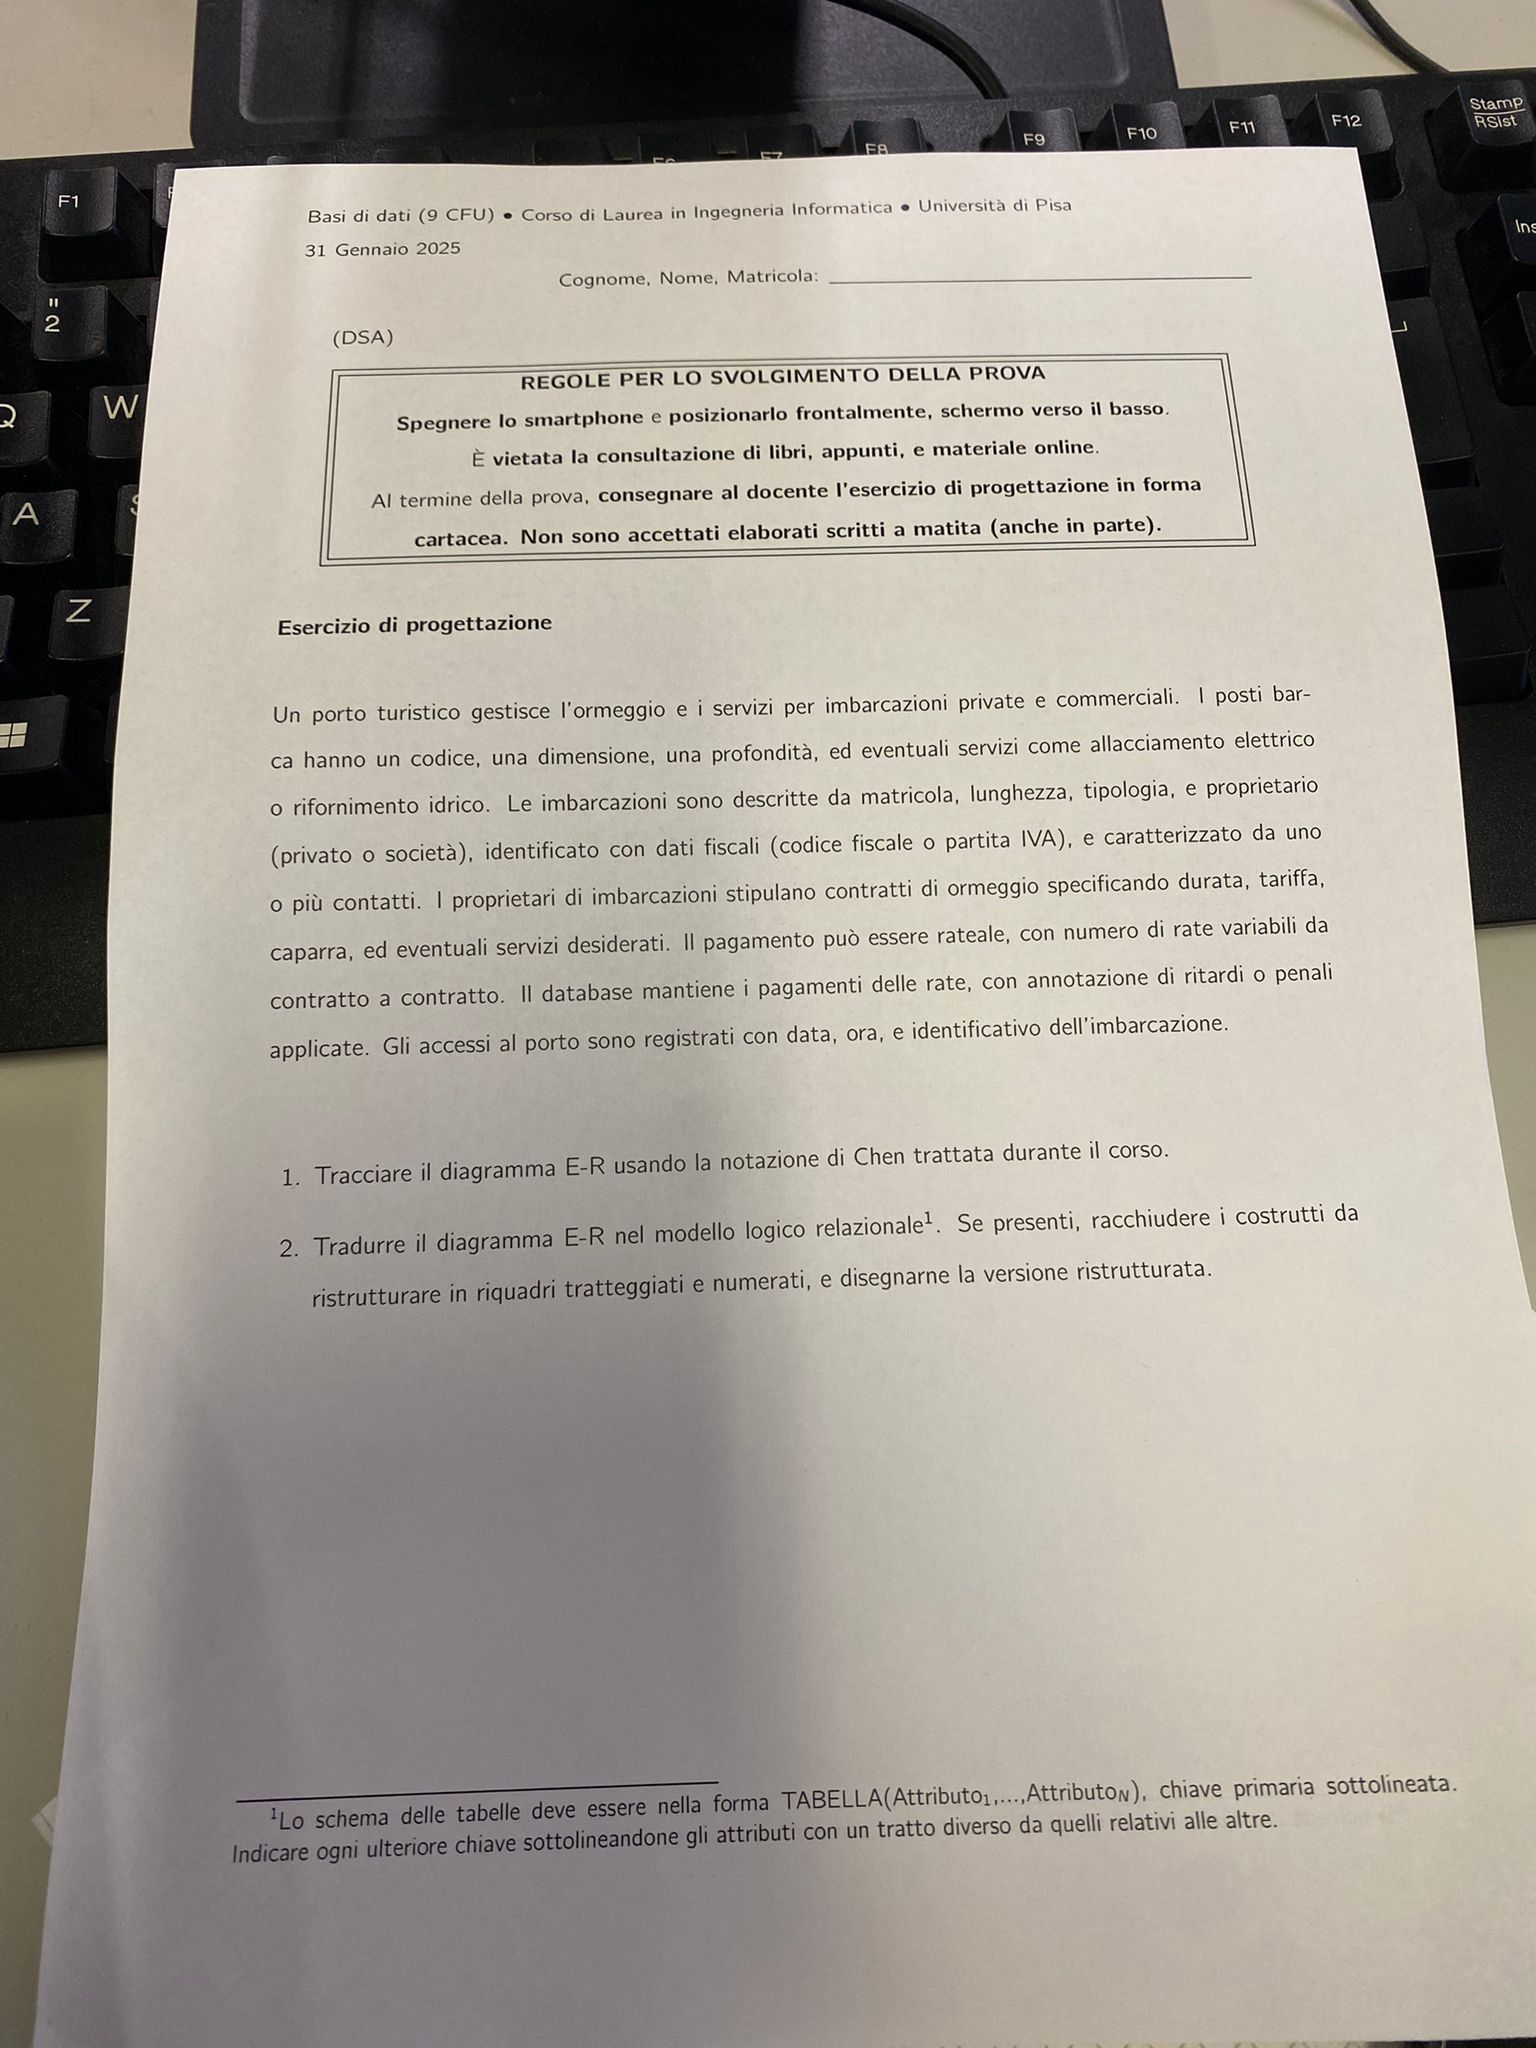 F1
F8
F9
F10
F11
F12
Stamp
RSist
Ins
"
2
Q
W
A
Z
Basi di dati (9 CFU) • Corso di Laurea in Ingegneria Informatica • Università di Pisa
31 Gennaio 2025
Cognome, Nome, Matricola:
(DSA)
REGOLE PER LO SVOLGIMENTO DELLA PROVA
Spegnere lo smartphone e posizionarlo frontalmente, schermo verso il basso.
È vietata la consultazione di libri, appunti, e materiale online.
Al termine della prova, consegnare al docente l'esercizio di progettazione in forma
cartacea. Non sono accettati elaborati scritti a matita (anche in parte).
Esercizio di progettazione
Un porto turistico gestisce l'ormeggio e i servizi per imbarcazioni private e commerciali. I posti bar-
ca hanno un codice, una dimensione, una profondità, ed eventuali servizi come allacciamento elettrico
o rifornimento idrico. Le imbarcazioni sono descritte da matricola, lunghezza, tipologia, e proprietario
(privato o società), identificato con dati fiscali (codice fiscale o partita IVA), e caratterizzato da uno
o più contatti. I proprietari di imbarcazioni stipulano contratti di ormeggio specificando durata, tariffa,
caparra, ed eventuali servizi desiderati. Il pagamento può essere rateale, con numero di rate variabili da
contratto a contratto. Il database mantiene i pagamenti delle rate, con annotazione di ritardi o penali
applicate. Gli accessi al porto sono registrati con data, ora, e identificativo dell'imbarcazione.
1. Tracciare il diagramma E-R usando la notazione di Chen trattata durante il corso.
2. Tradurre il diagramma E-R nel modello logico relazionale¹. Se presenti, racchiudere i costrutti da
ristrutturare in riquadri tratteggiati e numerati, e disegnarne la versione ristrutturata.
¹Lo schema delle tabelle deve essere nella forma TABELLA(Attributo₁,...,Attributo_N), chiave primaria sottolineata.
Indicare ogni ulteriore chiave sottolineandone gli attributi con un tratto diverso da quelli relativi alle altre.